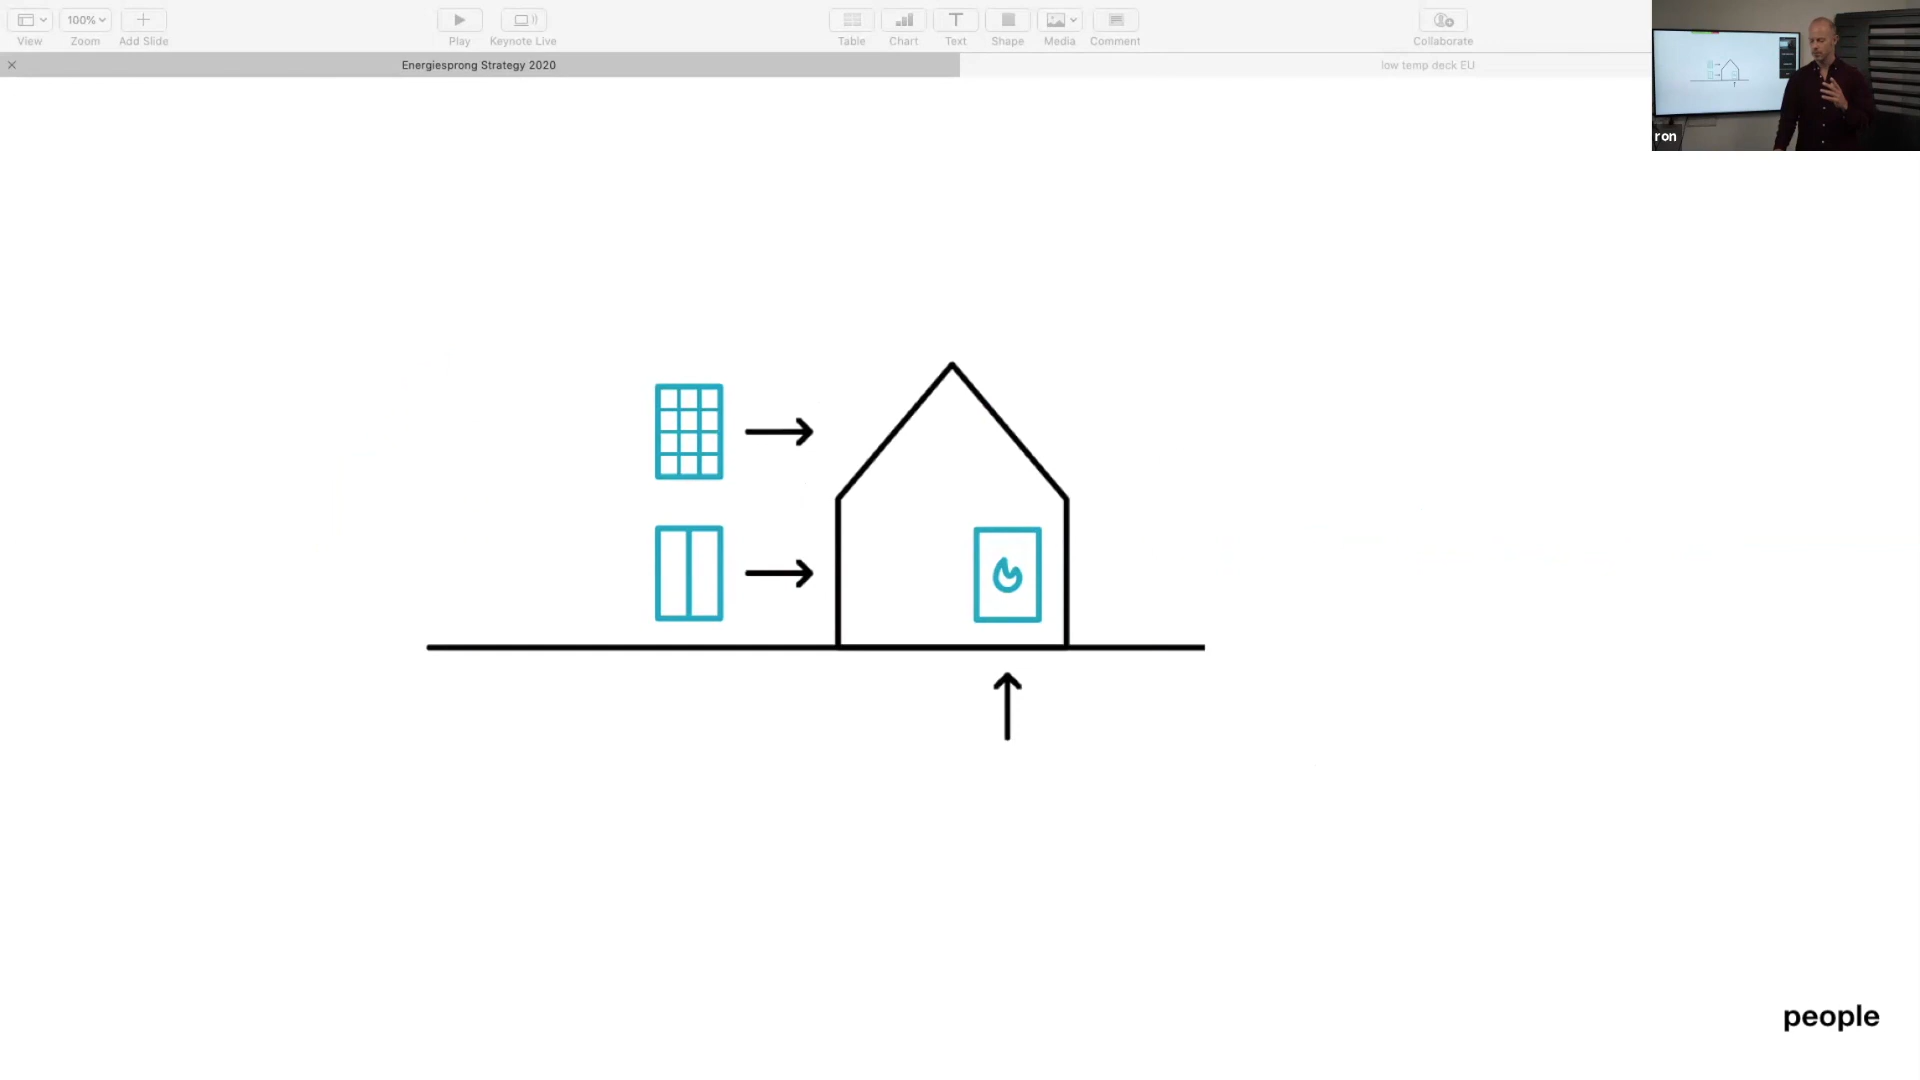 100%
View
Zoom
Add Slide
Play
Keynote Live
Table
Chart
Text
Shape
Media
Comment
Collaborate
Energiesprong Strategy 2020
low temp deck EU
ron
people